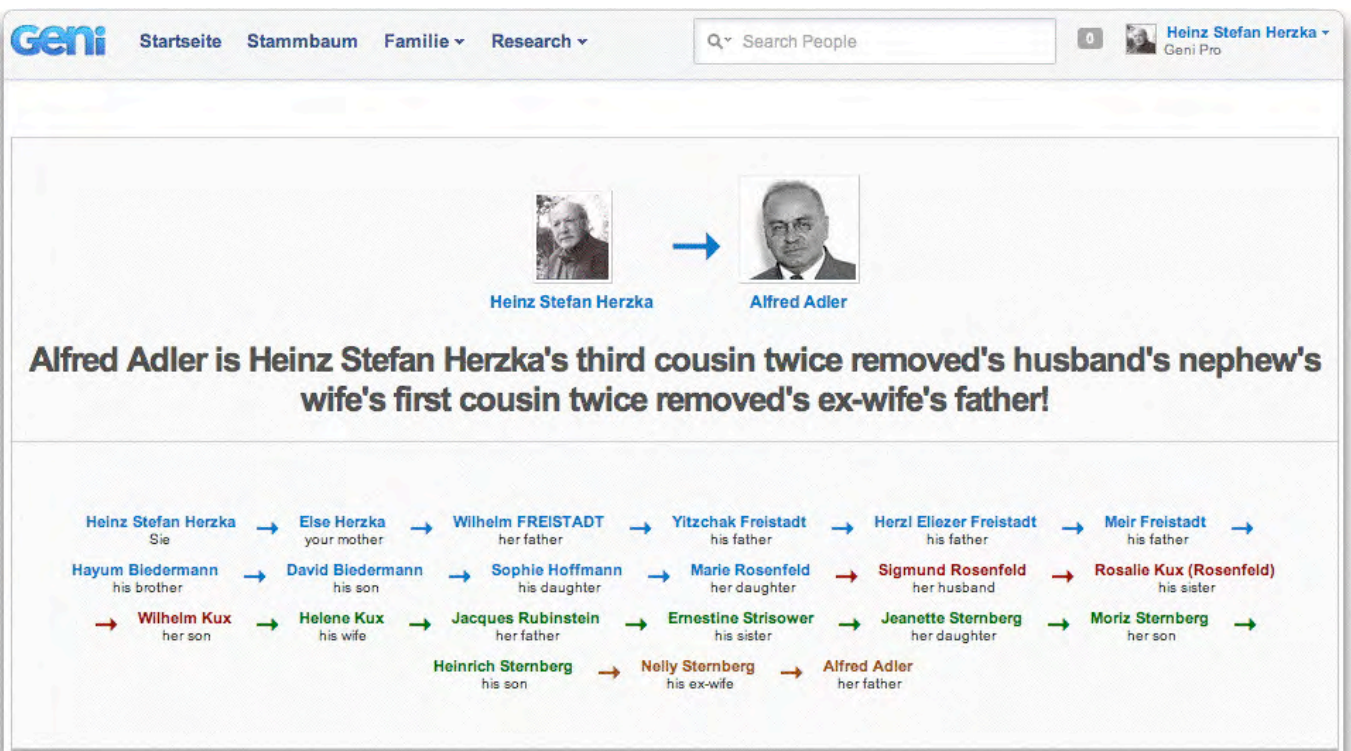 Geni Startseite Stammbaum Familie Research Search People 0 Heinz Stefan Herzka
Geni Pro
Heinz Stefan Herzka Alfred Adler
Alfred Adler is Heinz Stefan Herzka's third cousin twice removed's husband's nephew's
wife's first cousin twice removed's ex-wife's father!
Heinz Stefan Herzka → Else Herzka → Wilhelm FREISTADT → Yitzchak Freistadt → Herzl Eliezer Freistadt → Meir Freistadt →
Sie your mother her father his father his father his father
Hayum Biedermann → David Biedermann → Sophie Hoffmann → Marie Rosenfeld → Sigmund Rosenfeld → Rosalie Kux (Rosenfeld)
his brother his son his daughter her daughter her husband his sister
→ Wilhelm Kux → Helene Kux → Jacques Rubinstein → Ernestine Strisower → Jeanette Sternberg → Moriz Sternberg →
her son his wife her father his sister her daughter her son
Heinrich Sternberg → Nelly Sternberg → Alfred Adler
his son his ex-wife her father